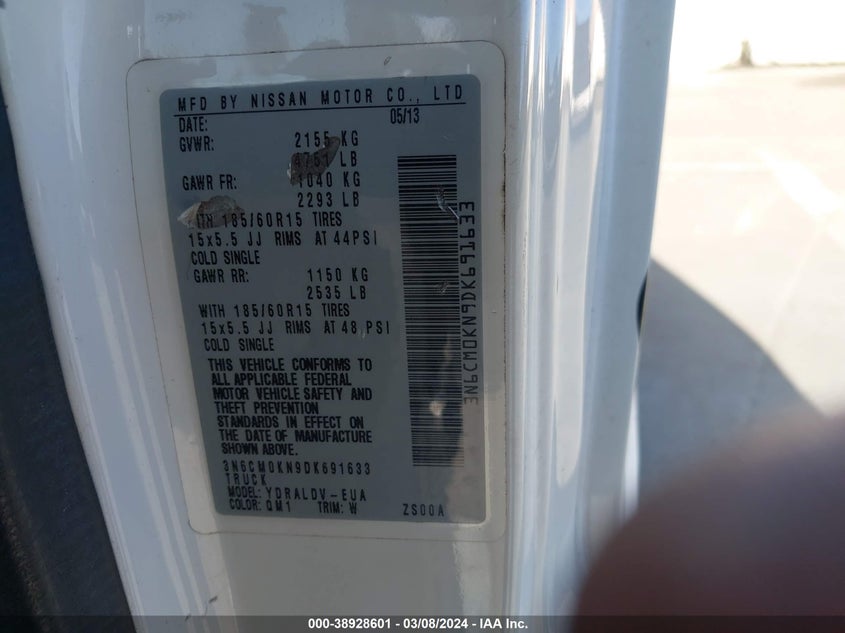 MFD BY NISSAN MOTOR CO., LTD
DATE: 05/13
GVWR: 2155 KG
4751 LB
GAWR FR: 1040 KG
2293 LB
185/60R15 TIRES
15x5.5 JJ RIMS AT 44PSI
COLD SINGLE
GAWR RR: 1150 KG
2535 LB
WITH 185/60R15 TIRES
15x5.5 JJ RIMS AT 48 PSI
COLD SINGLE
THIS VEHICLE CONFORMS TO
ALL APPLICABLE FEDERAL
MOTOR VEHICLE SAFETY AND
THEFT PREVENTION
STANDARDS IN EFFECT ON
THE DATE OF MANUFACTURE
SHOWN ABOVE.
3N6CM0KN9DK691633
TRUCK
MODEL: YDRALDV-EUA
COLOR: QM1 TRIM: W ZS00A
3N6CM0KN9DK691633
000-38928601 - 03/08/2024 - IAA Inc.